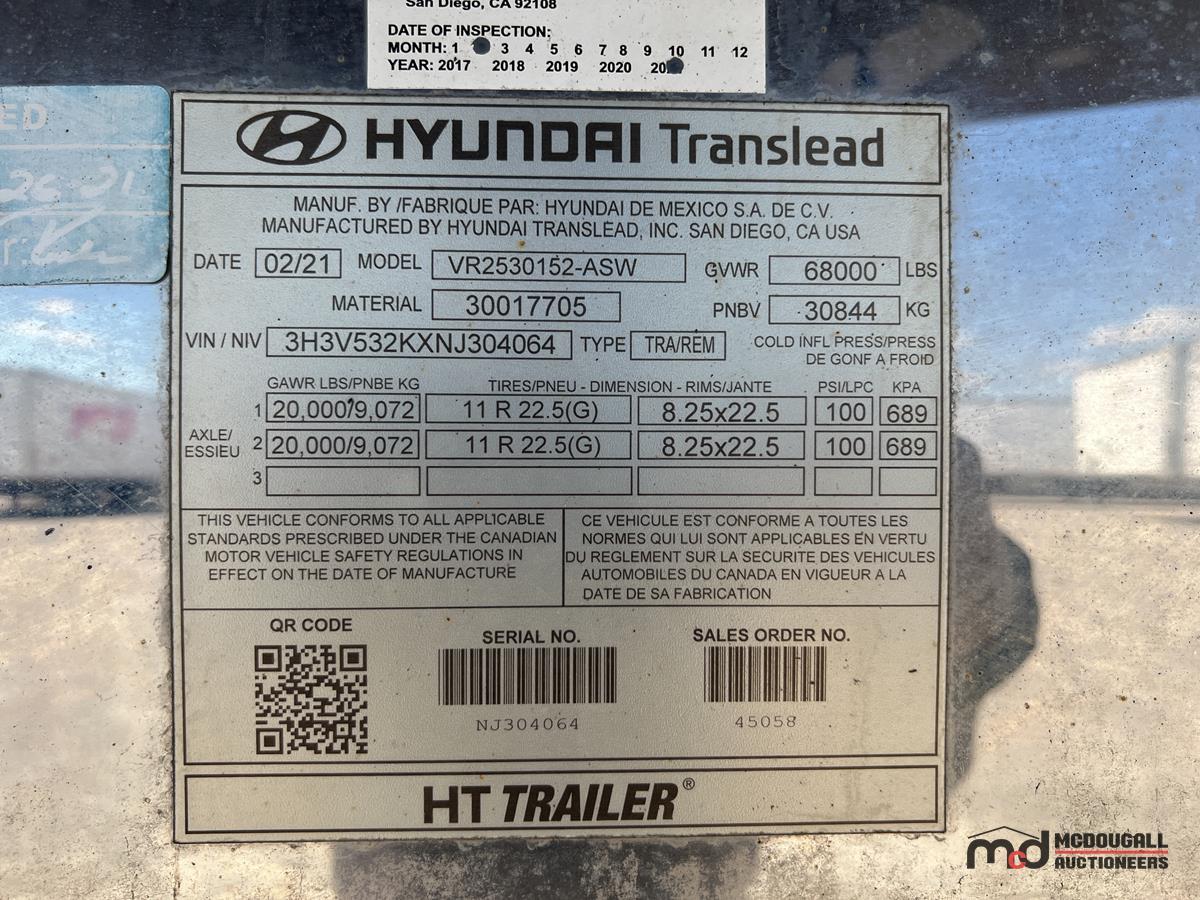 San Diego, CA 92108
DATE OF INSPECTION:
MONTH: 1 3 4 5 6 7 8 9 10 11 12
YEAR: 2017 2018 2019 2020 20
ED
HYUNDAI Translead
MANUF. BY /FABRIQUE PAR: HYUNDAI DE MEXICO S.A. DE C.V.
MANUFACTURED BY HYUNDAI TRANSLEAD, INC. SAN DIEGO, CA USA
DATE 02/21 MODEL VR2530152-ASW GVWR 68000 LBS
MATERIAL 30017705 PNBV 30844 KG
VIN / NIV 3H3V532KXNJ304064 TYPE TRA/REM COLD INFL PRESS/PRESS
DE GONF A FROID
GAWR LBS/PNBE KG TIRES/PNEU - DIMENSION - RIMS/JANTE PSI/LPC KPA
1 20,000/9,072 11 R 22.5(G) 8.25x22.5 100 689
AXLE/
ESSIEU 2 20,000/9,072 11 R 22.5(G) 8.25x22.5 100 689
3
THIS VEHICLE CONFORMS TO ALL APPLICABLE
STANDARDS PRESCRIBED UNDER THE CANADIAN
MOTOR VEHICLE SAFETY REGULATIONS IN
EFFECT ON THE DATE OF MANUFACTURE
CE VEHICULE EST CONFORME A TOUTES LES
NORMES QUI LUI SONT APPLICABLES EN VERTU
DU REGLEMENT SUR LA SECURITE DES VEHICULES
AUTOMOBILES DU CANADA EN VIGUEUR A LA
DATE DE SA FABRICATION
QR CODE
SERIAL NO.
NJ304064
SALES ORDER NO.
45058
HT TRAILER®
mcd MCDOUGALL
AUCTIONEERS